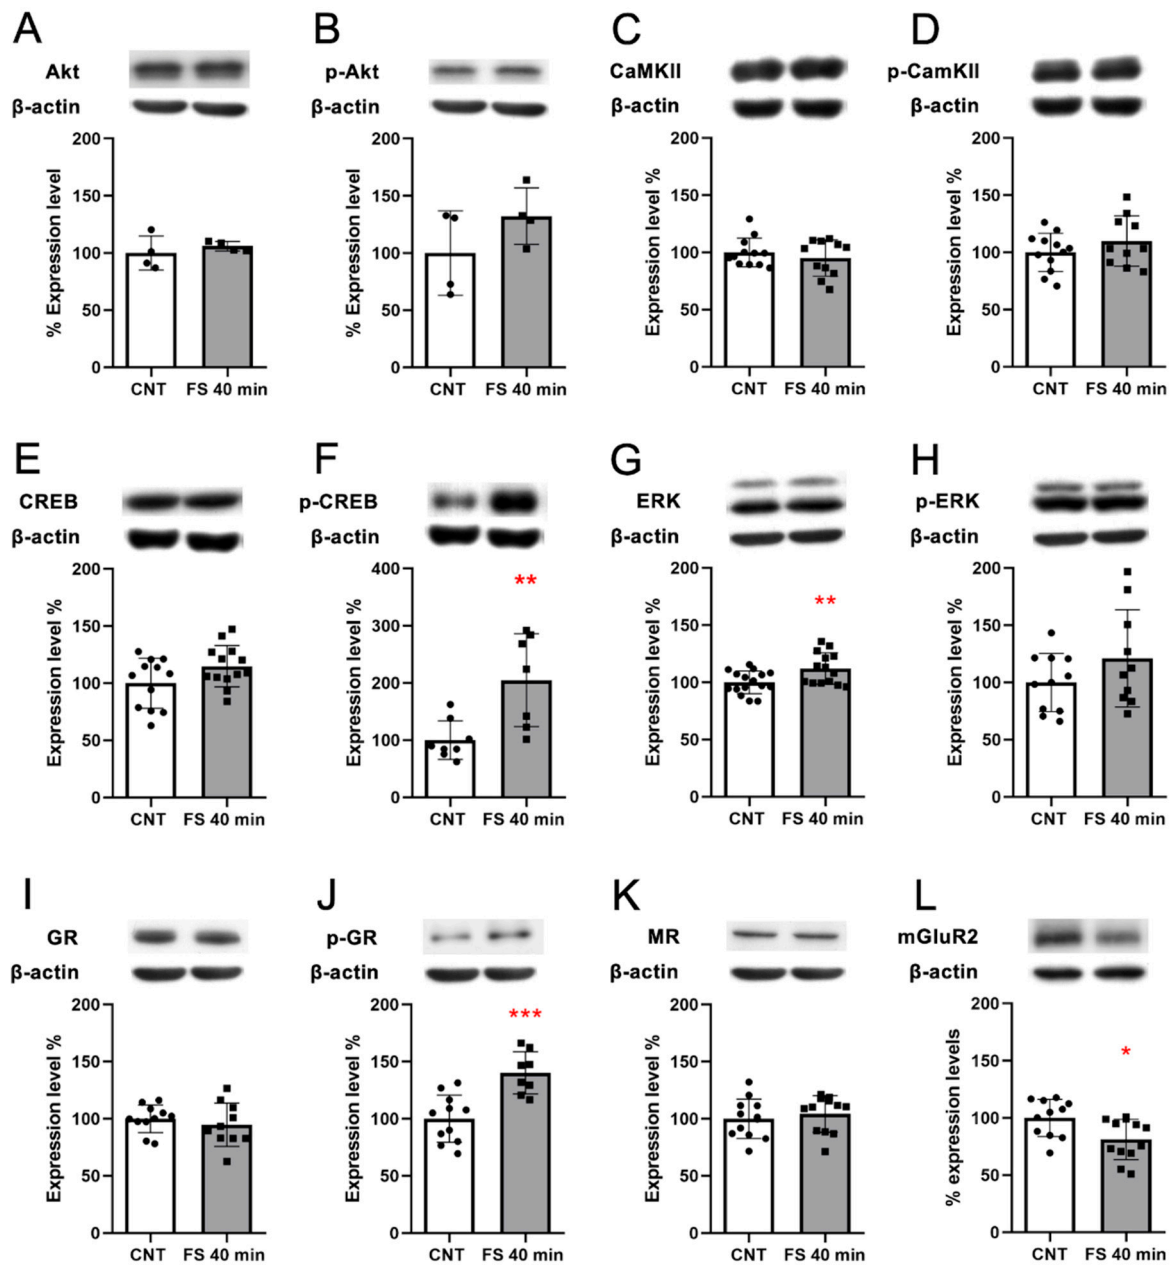 A B C D
Akt p-Akt CaMKII p-CamKII
β-actin β-actin β-actin β-actin
% Expression level % Expression level Expression level % Expression level %
200 200 200 200
150 150 150 150
100 100 100 100
50 50 50 50
0 0 0 0
CNT FS 40 min CNT FS 40 min CNT FS 40 min CNT FS 40 min
E F G H
CREB p-CREB ERK p-ERK
β-actin β-actin β-actin β-actin
Expression level % Expression level % Expression level % Expression level %
200 400 200 200
** **
150 300 150 150
100 200 100 100
50 100 50 50
0 0 0 0
CNT FS 40 min CNT FS 40 min CNT FS 40 min CNT FS 40 min
I J K L
GR p-GR MR mGluR2
β-actin β-actin β-actin β-actin
Expression level % Expression level % Expression level % % expression levels
200 200 200 200
*** *
150 150 150 150
100 100 100 100
50 50 50 50
0 0 0 0
CNT FS 40 min CNT FS 40 min CNT FS 40 min CNT FS 40 min